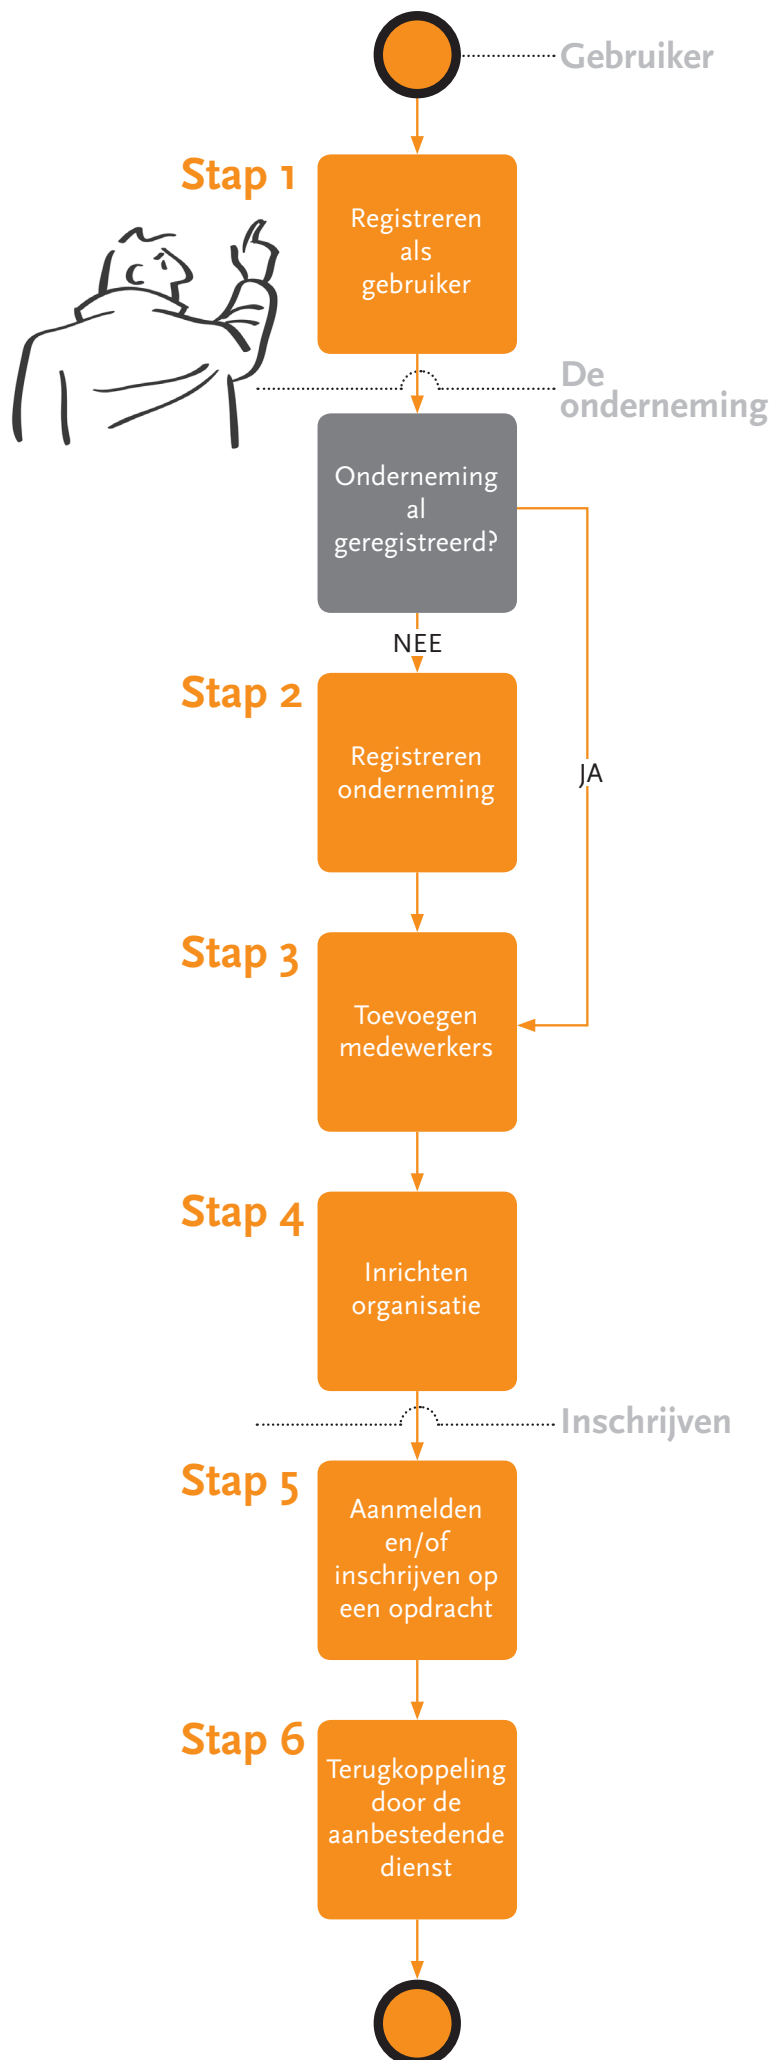 Gebruiker
Stap 1
Registreren
als
gebruiker
De
onderneming
Onderneming
al
geregistreerd?
NEE
Stap 2
Registreren
onderneming
JA
Stap 3
Toevoegen
medewerkers
Stap 4
Inrichten
organisatie
Inschrijven
Stap 5
Aanmelden
en/of
inschrijven op
een opdracht
Stap 6
Terugkoppeling
door de
aanbestedende
dienst